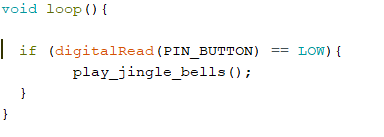 void loop(){
if (digitalRead(PIN_BUTTON) == LOW){
play_jingle_bells();
}
}